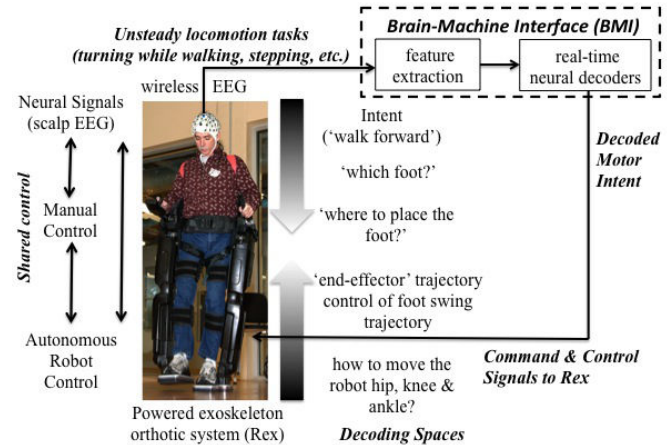 Unsteady locomotion tasks
(turning while walking, stepping, etc.)
Brain-Machine Interface (BMI)
feature
extraction
real-time
neural decoders
wireless EEG
Neural Signals
(scalp EEG)
Shared control
Manual
Control
Autonomous
Robot
Control
Intent
(‘walk forward’)
‘which foot?’
‘where to place the
foot?’
‘end-effector’ trajectory
control of foot swing
trajectory
how to move the
robot hip, knee &
ankle?
Decoded
Motor
Intent
Command & Control
Signals to Rex
Powered exoskeleton
orthotic system (Rex)
Decoding Spaces